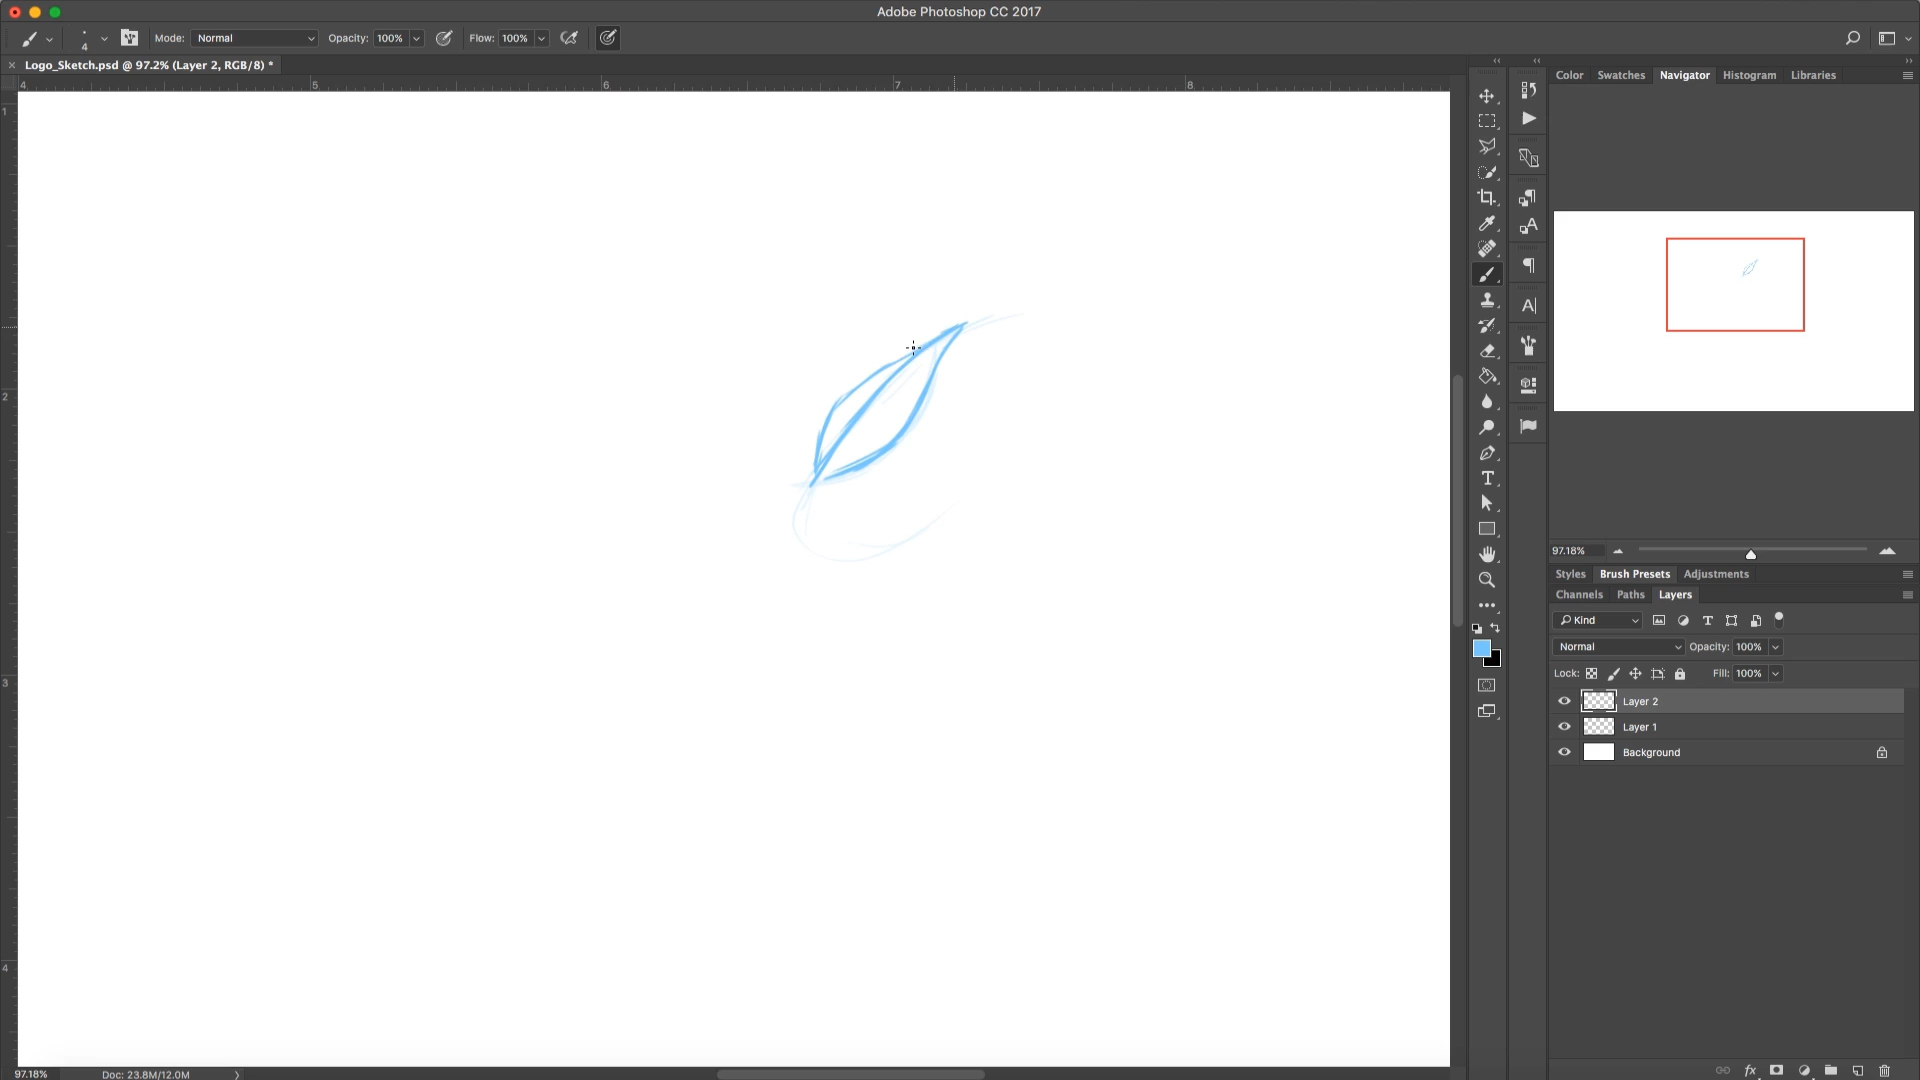 Adobe Photoshop CC 2017
4 Mode: Normal Opacity: 100% Flow: 100%
Logo_Sketch.psd @ 97.2% (Layer 2, RGB/8) *
4 5 6 7 8
1
2
3
4
Color Swatches Navigator Histogram Libraries
97.18%
Styles Brush Presets Adjustments
Channels Paths Layers
Kind
Normal Opacity: 100%
Lock: Fill: 100%
Layer 2
Layer 1
Background
fx
97.18% Doc: 23.8M/12.0M